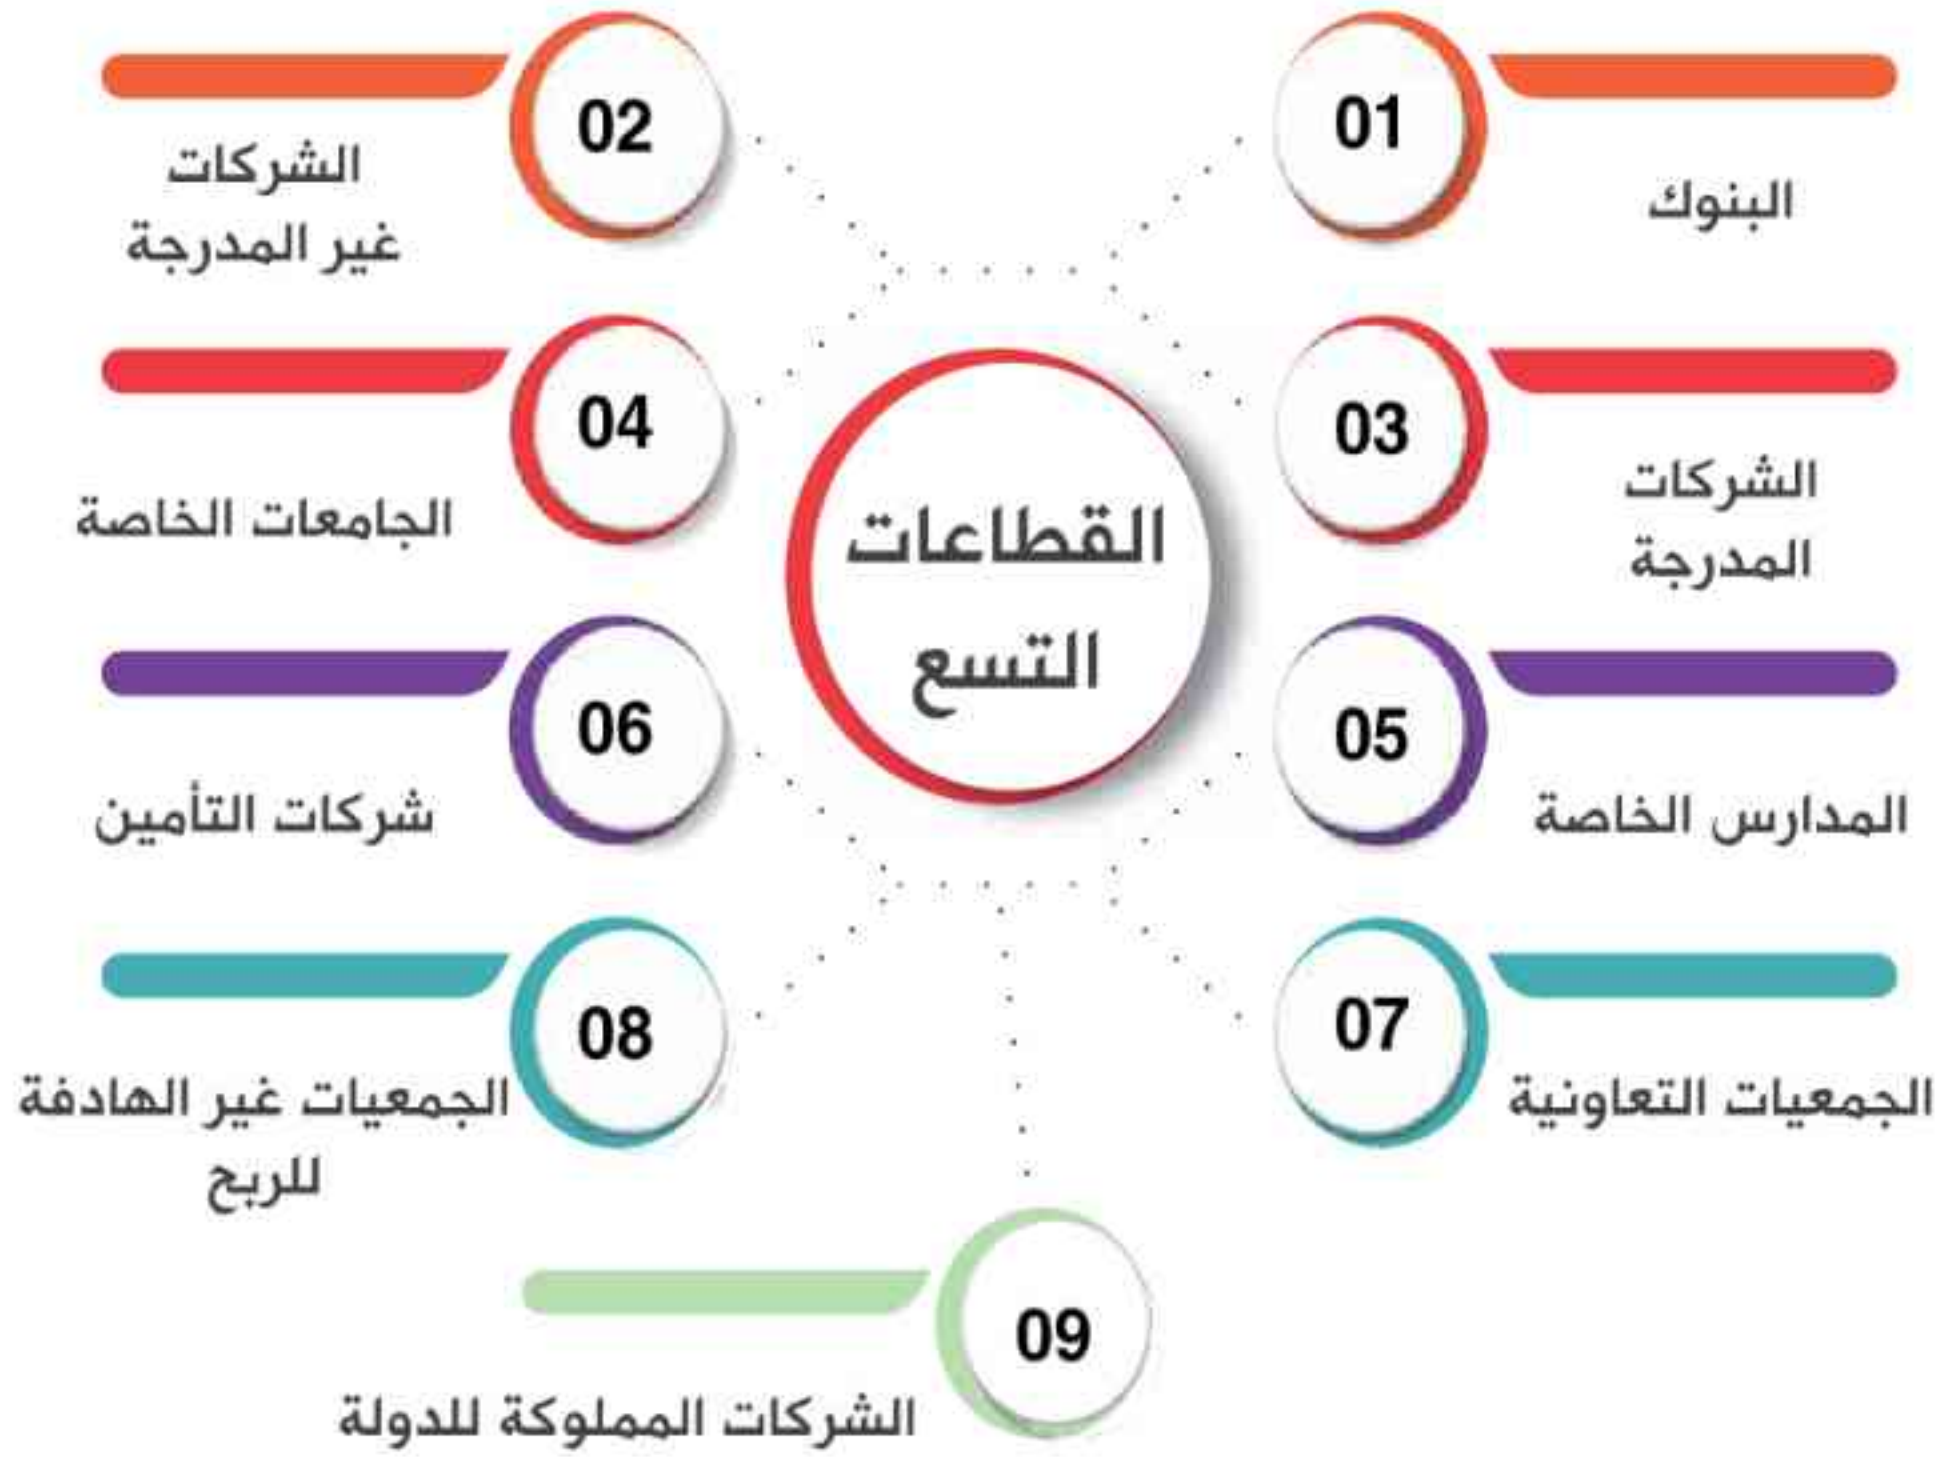 01
البنوك
02
الشركات
غير المدرجة
03
الشركات
المدرجة
04
الجامعات الخاصة
القطاعات
التسع
05
المدارس الخاصة
06
شركات التأمين
07
الجمعيات التعاونية
08
الجمعيات غير الهادفة
للربح
09
الشركات المملوكة للدولة